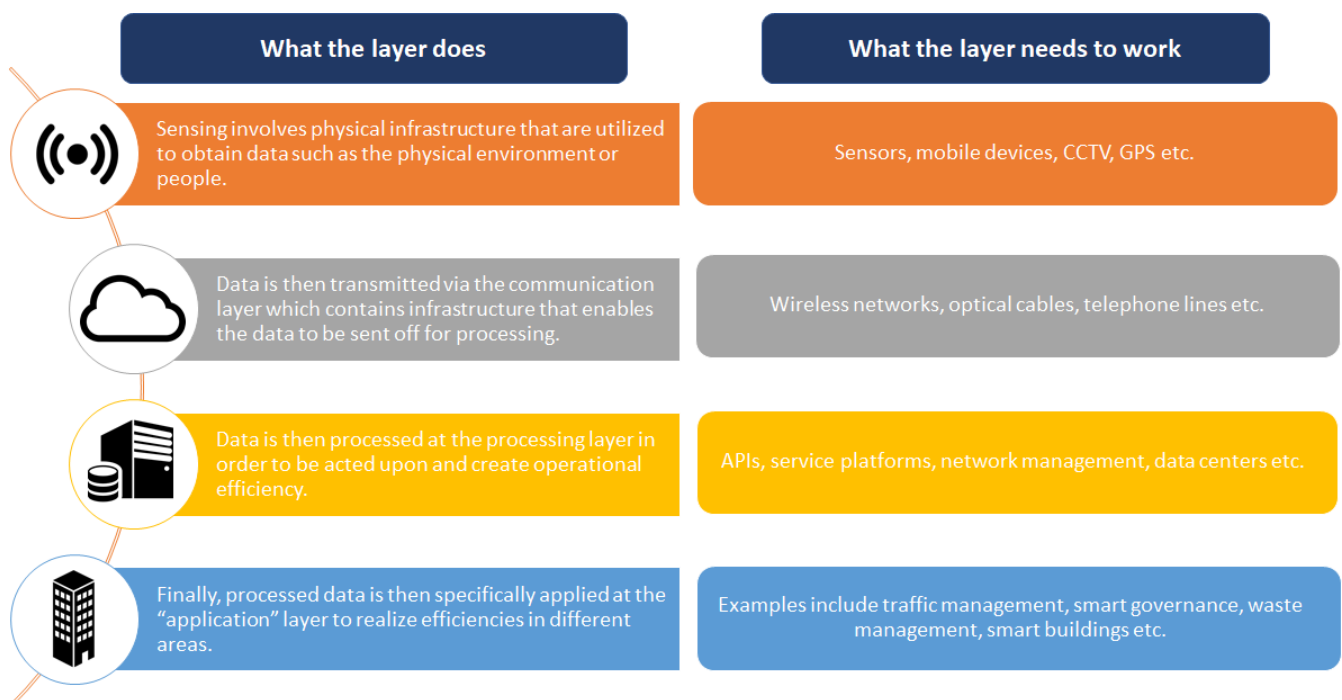 What the layer does
What the layer needs to work
Sensing involves physical infrastructure that are utilized
to obtain data such as the physical environment or
people.
Sensors, mobile devices, CCTV, GPS etc.
Data is then transmitted via the communication
layer which contains infrastructure that enables
the data to be sent off for processing.
Wireless networks, optical cables, telephone lines etc.
Data is then processed at the processing layer in
order to be acted upon and create operational
efficiency.
APIs, service platforms, network management, data centers etc.
Finally, processed data is then specifically applied at the
“application” layer to realize efficiencies in different
areas.
Examples include traffic management, smart governance, waste
management, smart buildings etc.